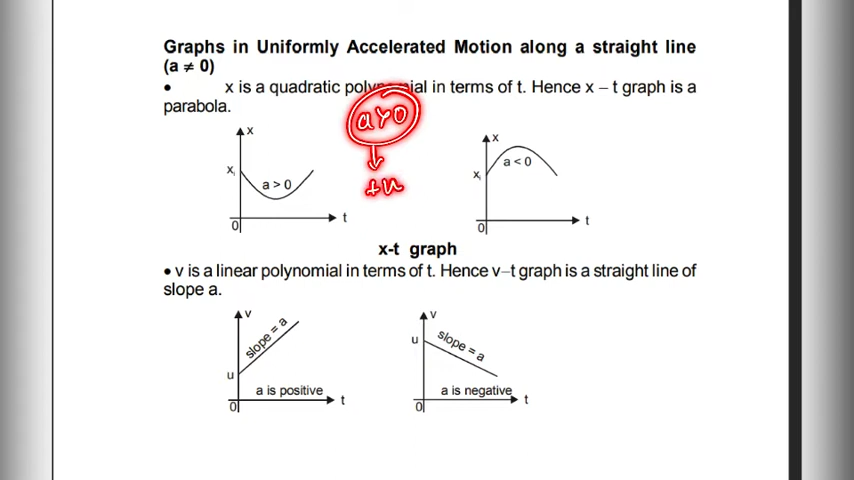 Graphs in Uniformly Accelerated Motion along a straight line
(a ≠ 0)
• x is a quadratic polynomial in terms of t. Hence x – t graph is a
parabola.
a>0
+u
x
xi
a > 0
0
t
x
xi
a < 0
0
t
x-t graph
• v is a linear polynomial in terms of t. Hence v–t graph is a straight line of
slope a.
v
slope = a
u
a is positive
0
t
v
u
slope = a
a is negative
0
t